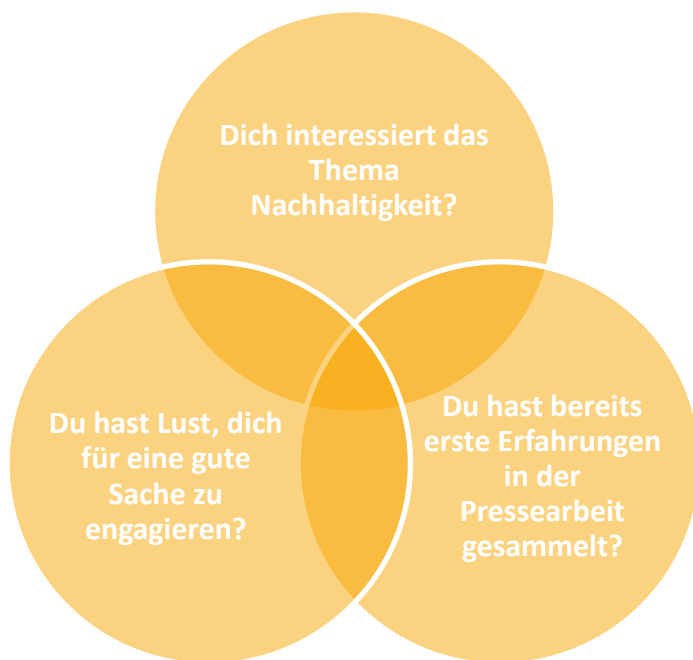 Dich interessiert das
Thema
Nachhaltigkeit?
Du hast Lust, dich
für eine gute
Sache zu
engagieren?
Du hast bereits
erste Erfahrungen
in der
Pressearbeit
gesammelt?